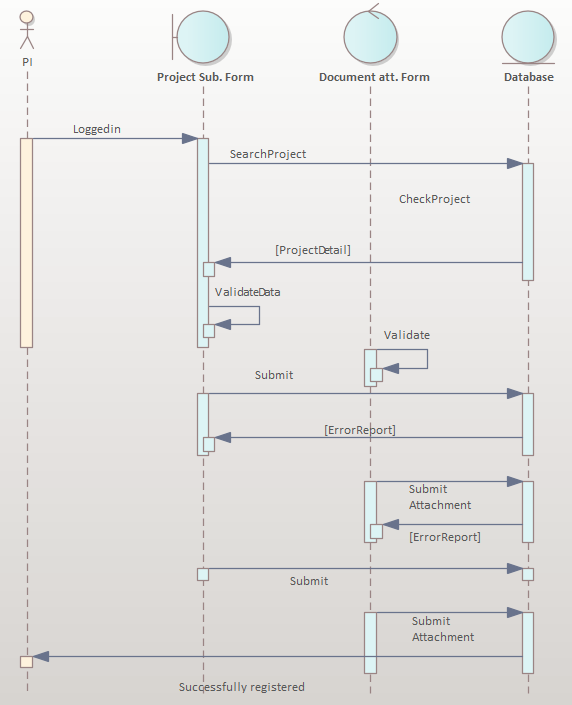 PI
Project Sub. Form
Document att. Form
Database
Loggedin
SearchProject
CheckProject
[ProjectDetail]
ValidateData
Validate
Submit
[ErrorReport]
Submit
Attachment
[ErrorReport]
Submit
Submit
Attachment
Successfully registered